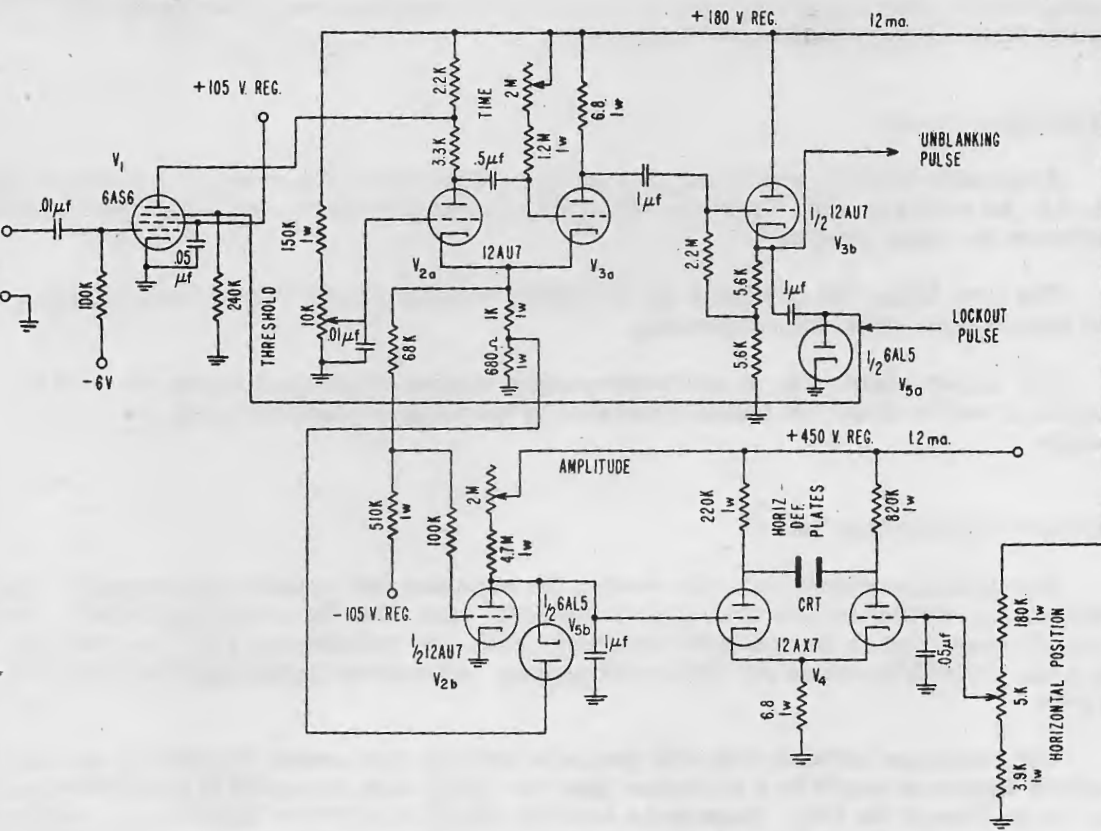 +180 V REG. 12ma.
+105 V. REG.
2.2K
TIME
2M
6.8
1w
UNBLANKING
PULSE
V1
3.3K
.5μf
1.2M
1w
6AS6
.01μf
1μf
1/2 12AU7
V3b
.05
μf
150K
1w
12AU7
V2a
V3a
2.2M
5.6K
1μf
100K
240K
THRESHOLD
10K
.01μf
68K
1K
1w
680Ω
1w
LOCKOUT
PULSE
5.6K
1/2 6AL5
V5a
-6V
+450 V. REG. 1.2ma.
AMPLITUDE
510K
1w
100K
2M
220K
1w
HORIZ -
DEF.
PLATES
820K
1w
4.7M
1w
-105 V. REG.
1/2 6AL5
V5b
CRT
180K
1w
1/2 12AU7
V2b
1μf
12AX7
V4
.05μf
5.K
HORIZONTAL POSITION
6.8
1w
3.9K
1w